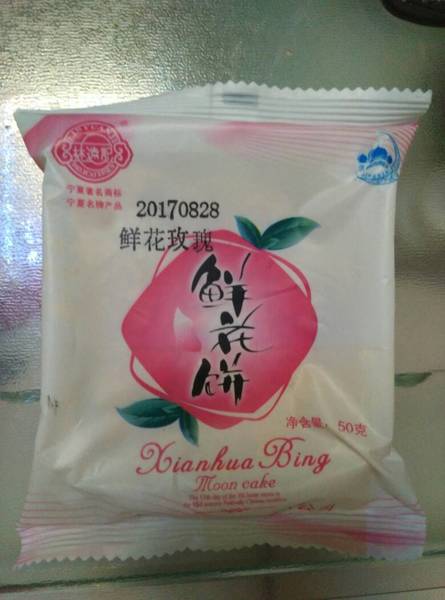 宁夏著名商标
宁夏名牌产品
20170828
鲜花玫瑰
鲜花饼
净含量：50克
Xianhua Bing
Moon cake